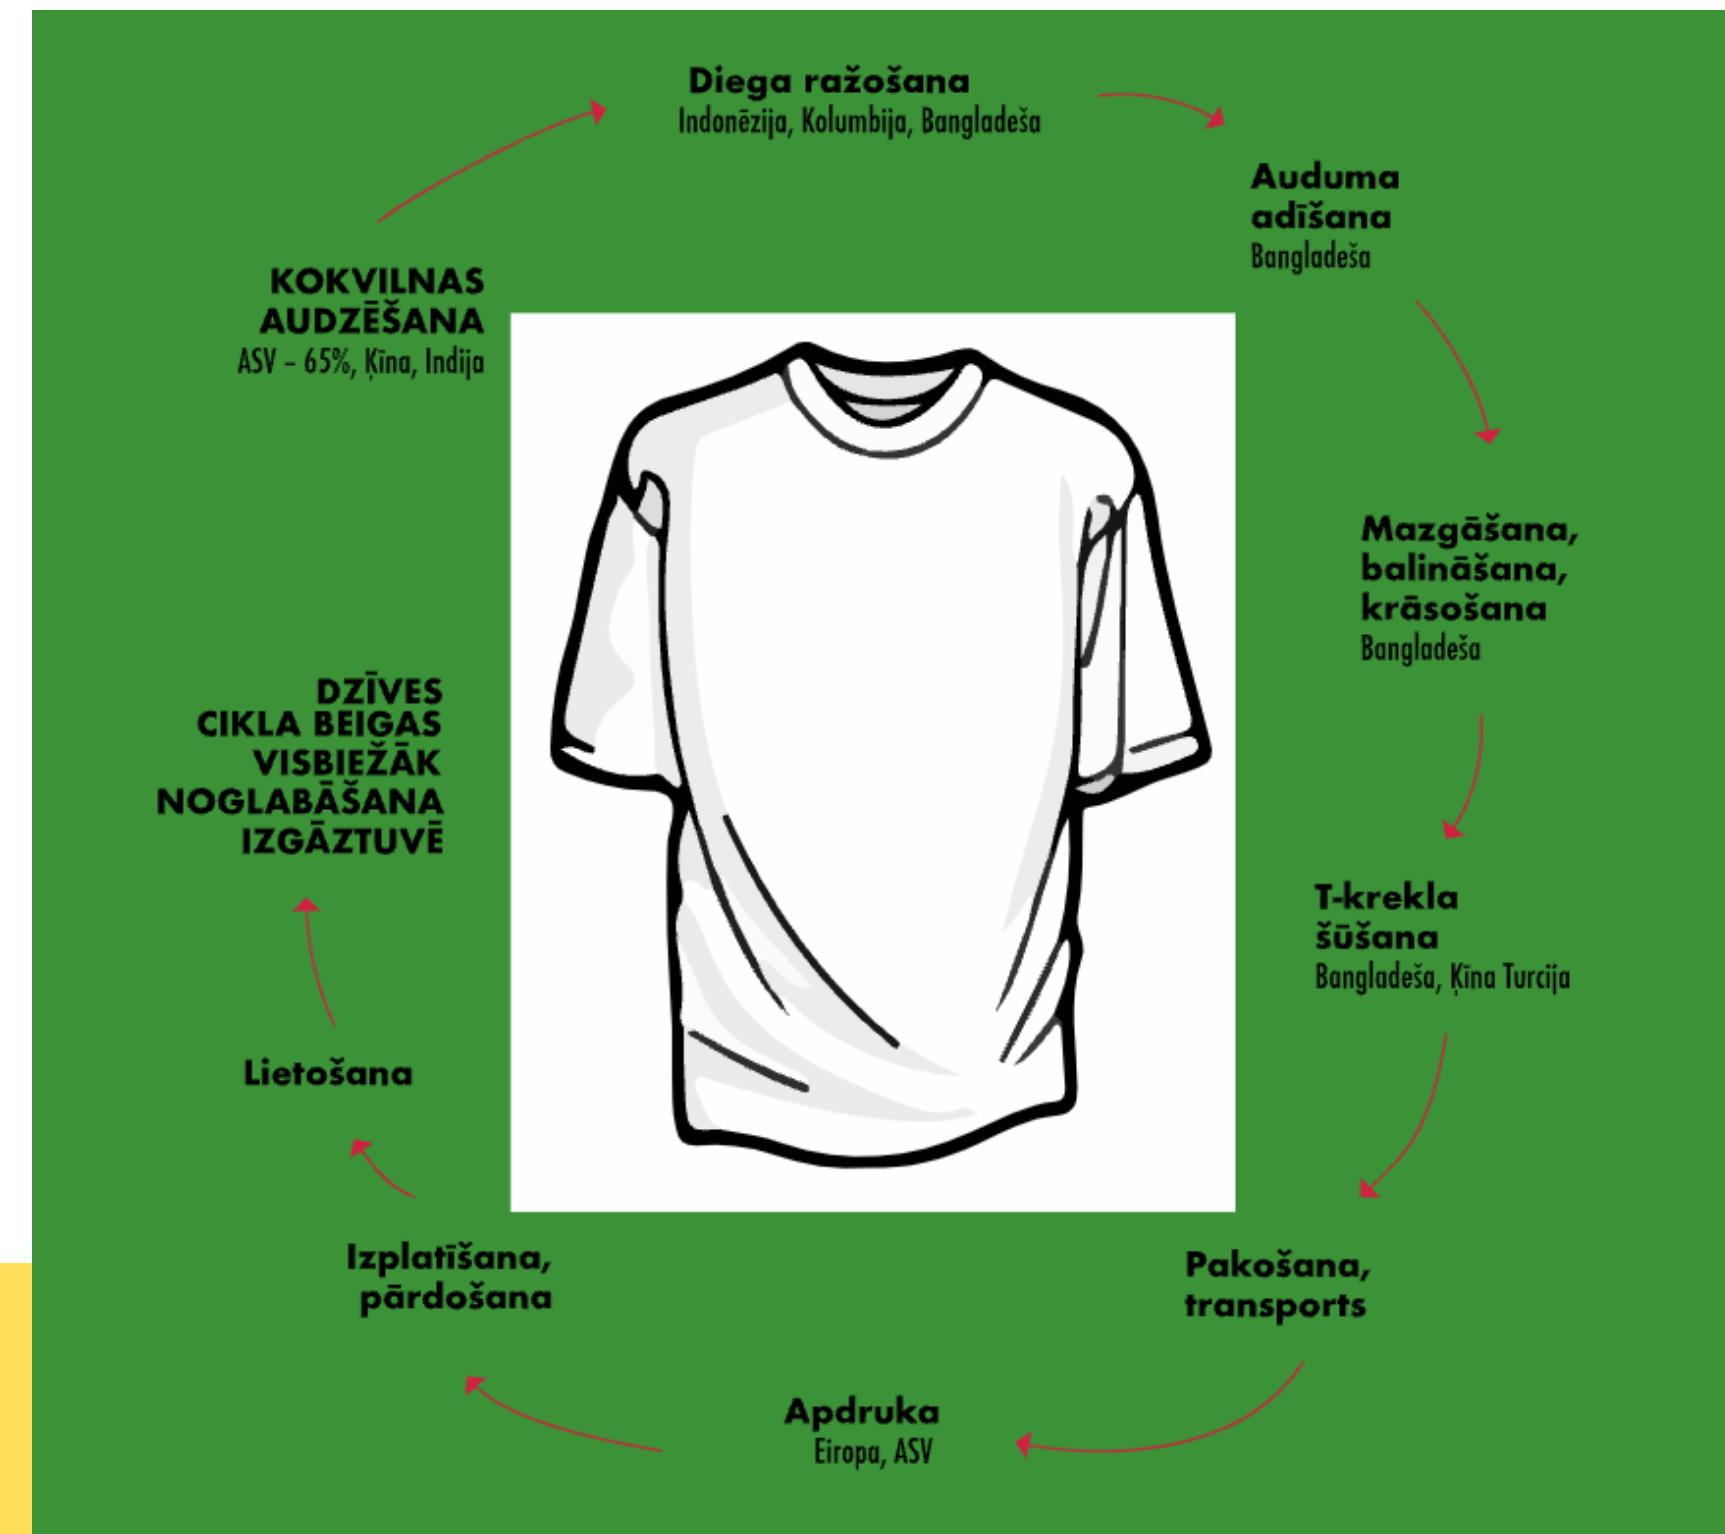 Diega ražošana
Indonēzija, Kolumbija, Bangladeša
Auduma
adīšana
Bangladeša
Mazgāšana,
balināšana,
krāsošana
Bangladeša
T-krekla
šūšana
Bangladeša, Ķīna Turcija
Pakošana,
transports
Apdruka
Eiropa, ASV
Izplatīšana,
pārdošana
Lietošana
DZĪVES
CIKLA BEIGAS
VISBIEŽĀK
NOGLABĀŠANA
IZGĀZTUVĒ
KOKVILNAS
AUDZĒŠANA
ASV – 65%, Ķīna, Indija